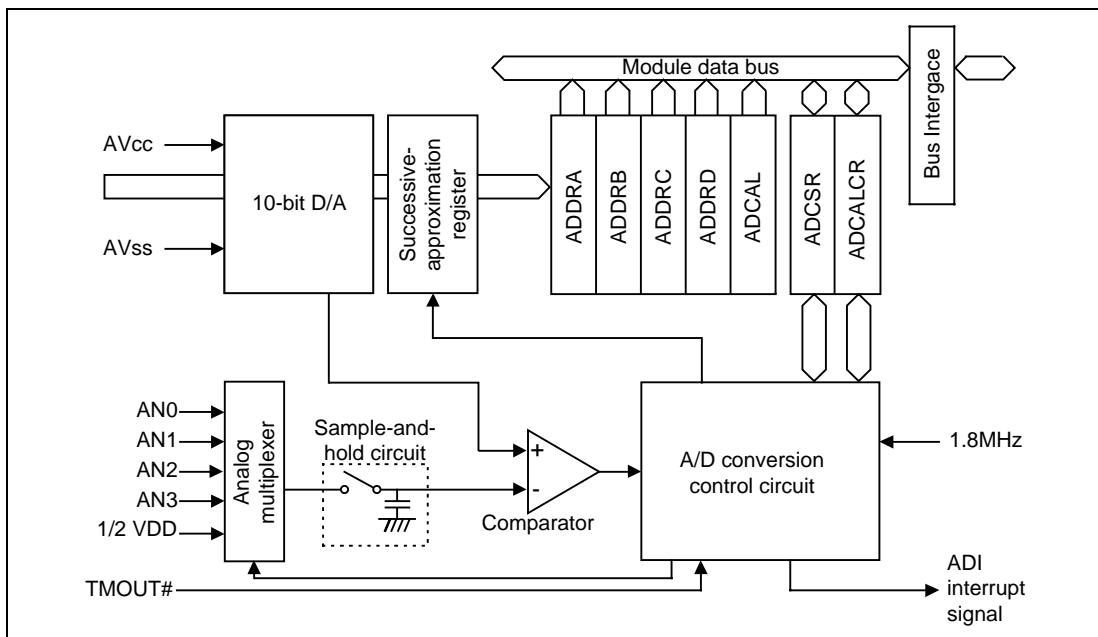 Module data bus
Bus Intergace
AVcc
AVss
10-bit D/A
Successive-
approximation
register
ADDRA
ADDRB
ADDRC
ADDRD
ADCAL
ADCSR
ADCALCR
AN0
AN1
AN2
AN3
1/2 VDD
TMOUT#
Analog
multiplexer
Sample-and-
hold circuit
+
-
Comparator
A/D conversion
control circuit
1.8MHz
ADI
interrupt
signal